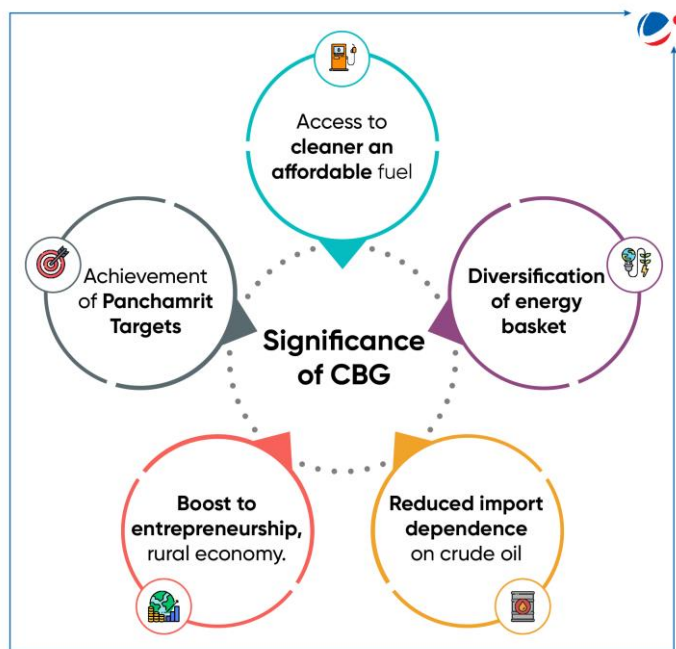 Access to
cleaner an
affordable fuel
Achievement
of Panchamrit
Targets
Diversification
of energy
basket
Significance
of CBG
Boost to
entrepreneurship,
rural economy.
Reduced import
dependence
on crude oil